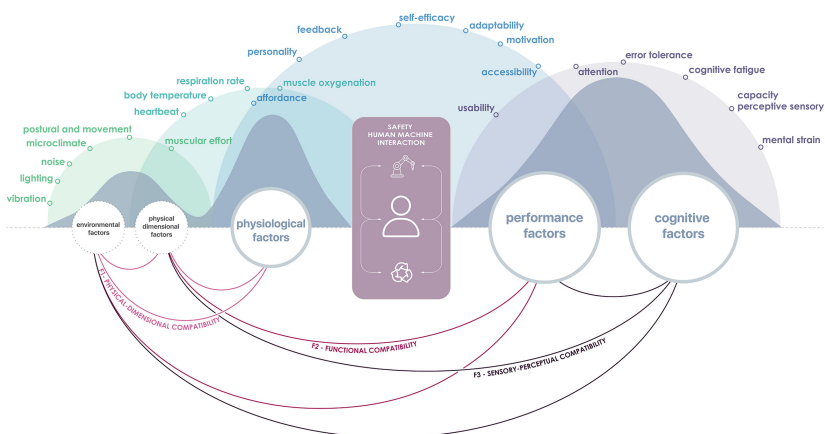 self-efficacy
feedback
adaptability
motivation
personality
accessibility
error tolerance
attention
cognitive fatigue
respiration rate
muscle oxygenation
body temperature
affordance
heartbeat
usability
capacity
perceptive sensory
postural and movement
microclimate
muscular effort
mental strain
noise
lighting
vibration
SAFETY
HUMAN MACHINE
INTERACTION
environmental
factors
physical
dimensional
factors
physiological
factors
performance
factors
cognitive
factors
F1- PHYSICAL-DIMENSIONAL COMPATIBILITY
F2 - FUNCTIONAL COMPATIBILITY
F3 - SENSORY-PERCEPTUAL COMPATIBILITY